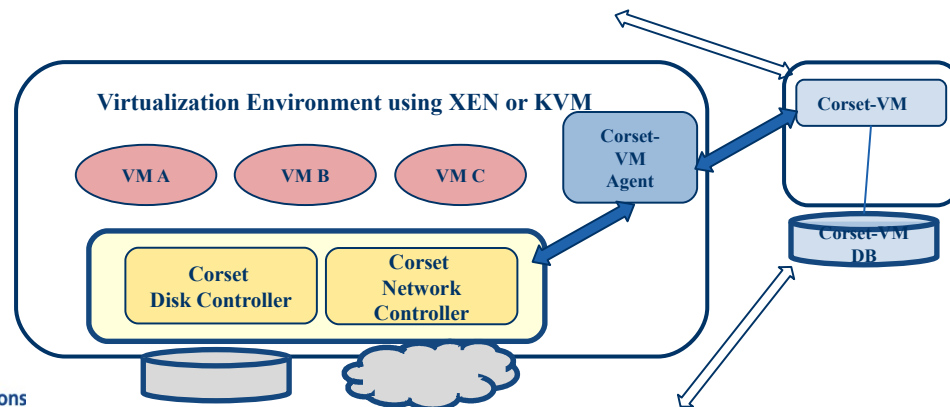 Virtualization Environment using XEN or KVM
Corset-
VM
Agent
Corset-VM
VM A
VM B
VM C
Corset-VM
DB
Corset
Disk Controller
Corset
Network
Controller
ons